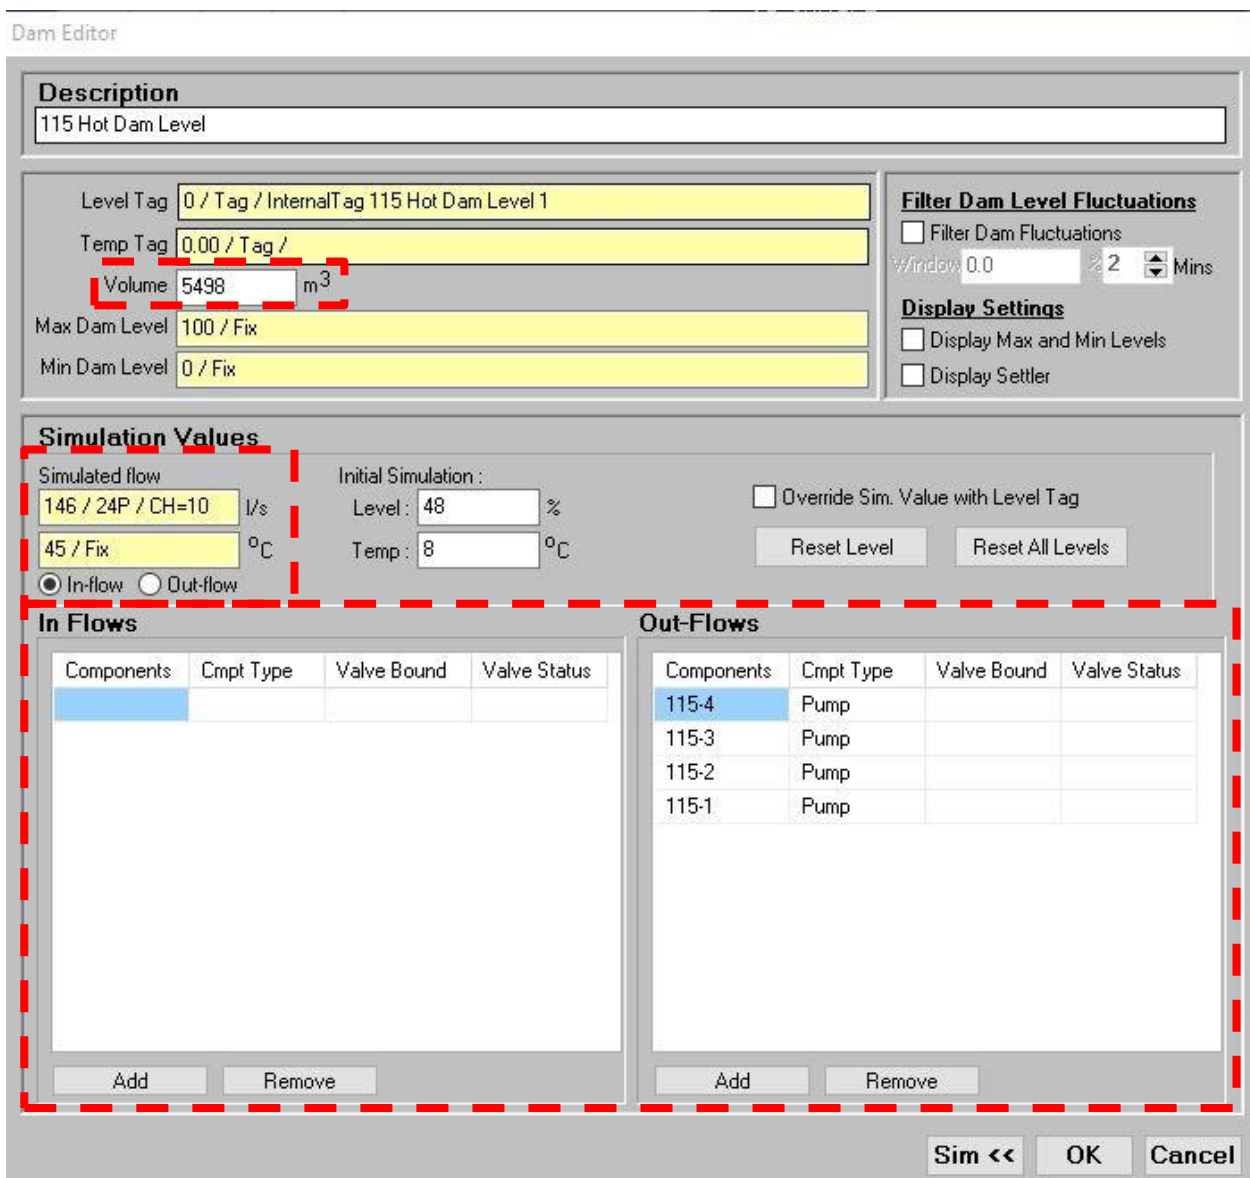 Dam Editor
Description
115 Hot Dam Level
Level Tag 0 / Tag / InternalTag 115 Hot Dam Level 1
Temp Tag 0.00 / Tag /
Volume 5498 m3
Max Dam Level 100 / Fix
Min Dam Level 0 / Fix
Filter Dam Level Fluctuations
Filter Dam Fluctuations
Window 0.0 % 2 Mins
Display Settings
Display Max and Min Levels
Display Settler
Simulation Values
Simulated flow
146 / 24P / CH=10 l/s
45 / Fix °C
In-flow Out-flow
Initial Simulation :
Level : 48 %
Temp : 8 °C
Override Sim. Value with Level Tag
Reset Level Reset All Levels
In Flows
Components Cmpt Type Valve Bound Valve Status
Add Remove
Out-Flows
Components Cmpt Type Valve Bound Valve Status
115-4 Pump
115-3 Pump
115-2 Pump
115-1 Pump
Add Remove
Sim << OK Cancel